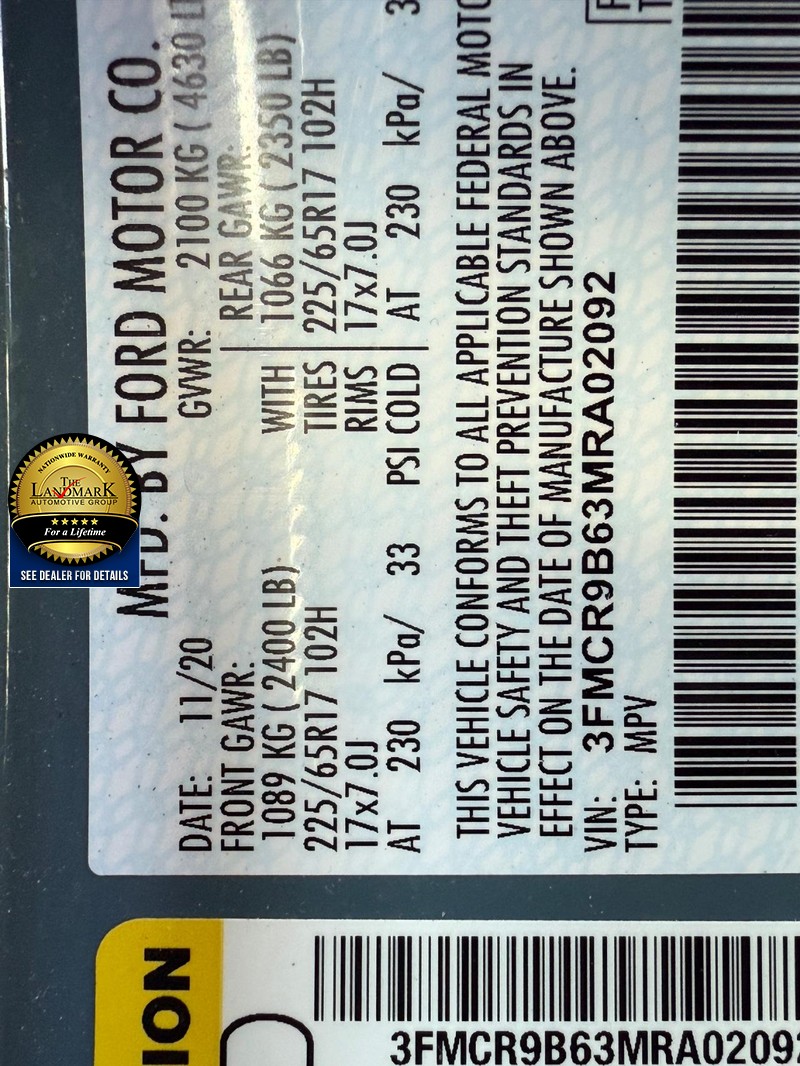 MFD. BY FORD MOTOR CO.
DATE: 11/20 GVWR: 2100 KG ( 4630
FRONT GAWR: REAR GAWR:
1089 KG ( 2400 LB) WITH 1066 KG ( 2350 LB)
225/65R17 102H TIRES 225/65R17 102H
17x7.0J RIMS 17x7.0J
AT 230 kPa/ 33 PSI COLD AT 230 kPa/ 3
THIS VEHICLE CONFORMS TO ALL APPLICABLE FEDERAL MOTO
VEHICLE SAFETY AND THEFT PREVENTION STANDARDS IN
EFFECT ON THE DATE OF MANUFACTURE SHOWN ABOVE.
VIN: 3FMCR9B63MRA02092
TYPE: MPV
ION
3FMCR9B63MRA02092
NATIONWIDE WARRANTY
THE
LANDMARK
AUTOMOTIVE GROUP
For a Lifetime
SEE DEALER FOR DETAILS